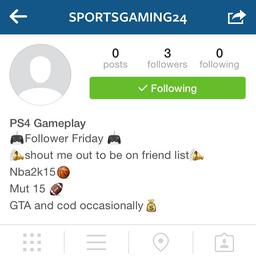 SPORTSGAMING24
0 3 0
posts followers following
✓ Following
PS4 Gameplay
🎮Follower Friday 🎮
💪shout me out to be on friend list💪
Nba2k15🏀
Mut 15 🏈
GTA and cod occasionally💰